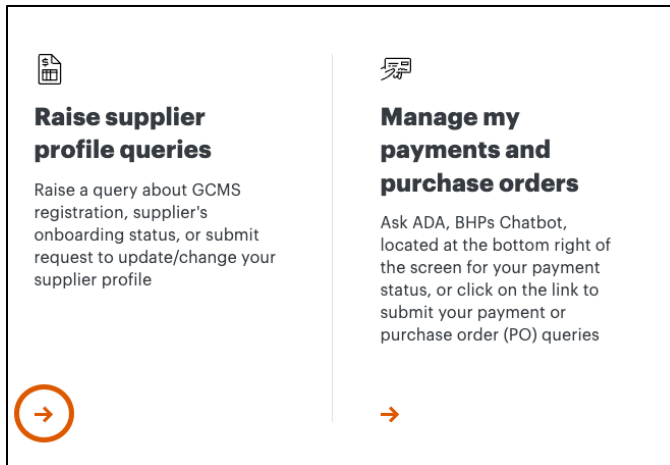 Raise supplier
profile queries
Raise a query about GCMS
registration, supplier's
onboarding status, or submit
request to update/change your
supplier profile
Manage my
payments and
purchase orders
Ask ADA, BHPs Chatbot,
located at the bottom right of
the screen for your payment
status, or click on the link to
submit your payment or
purchase order (PO) queries